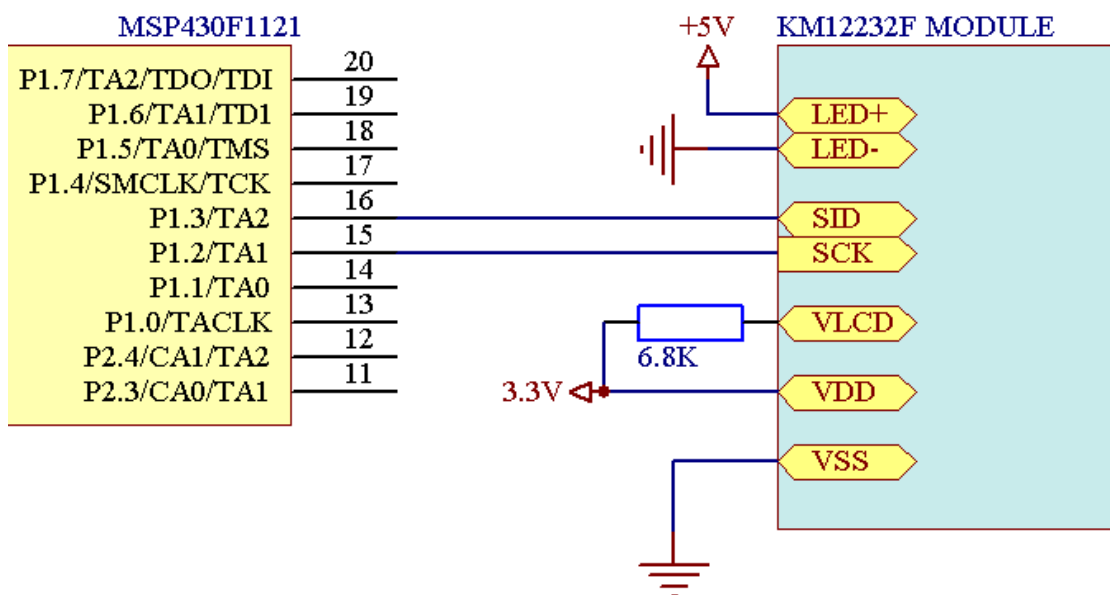 MSP430F1121
P1.7/TA2/TDO/TDI 20
P1.6/TA1/TD1 19
P1.5/TA0/TMS 18
P1.4/SMCLK/TCK 17
P1.3/TA2 16
P1.2/TA1 15
P1.1/TA0 14
P1.0/TACLK 13
P2.4/CA1/TA2 12
P2.3/CA0/TA1 11
+5V
KM12232F MODULE
LED+
LED-
SID
SCK
VLCD
6.8K
3.3V
VDD
VSS